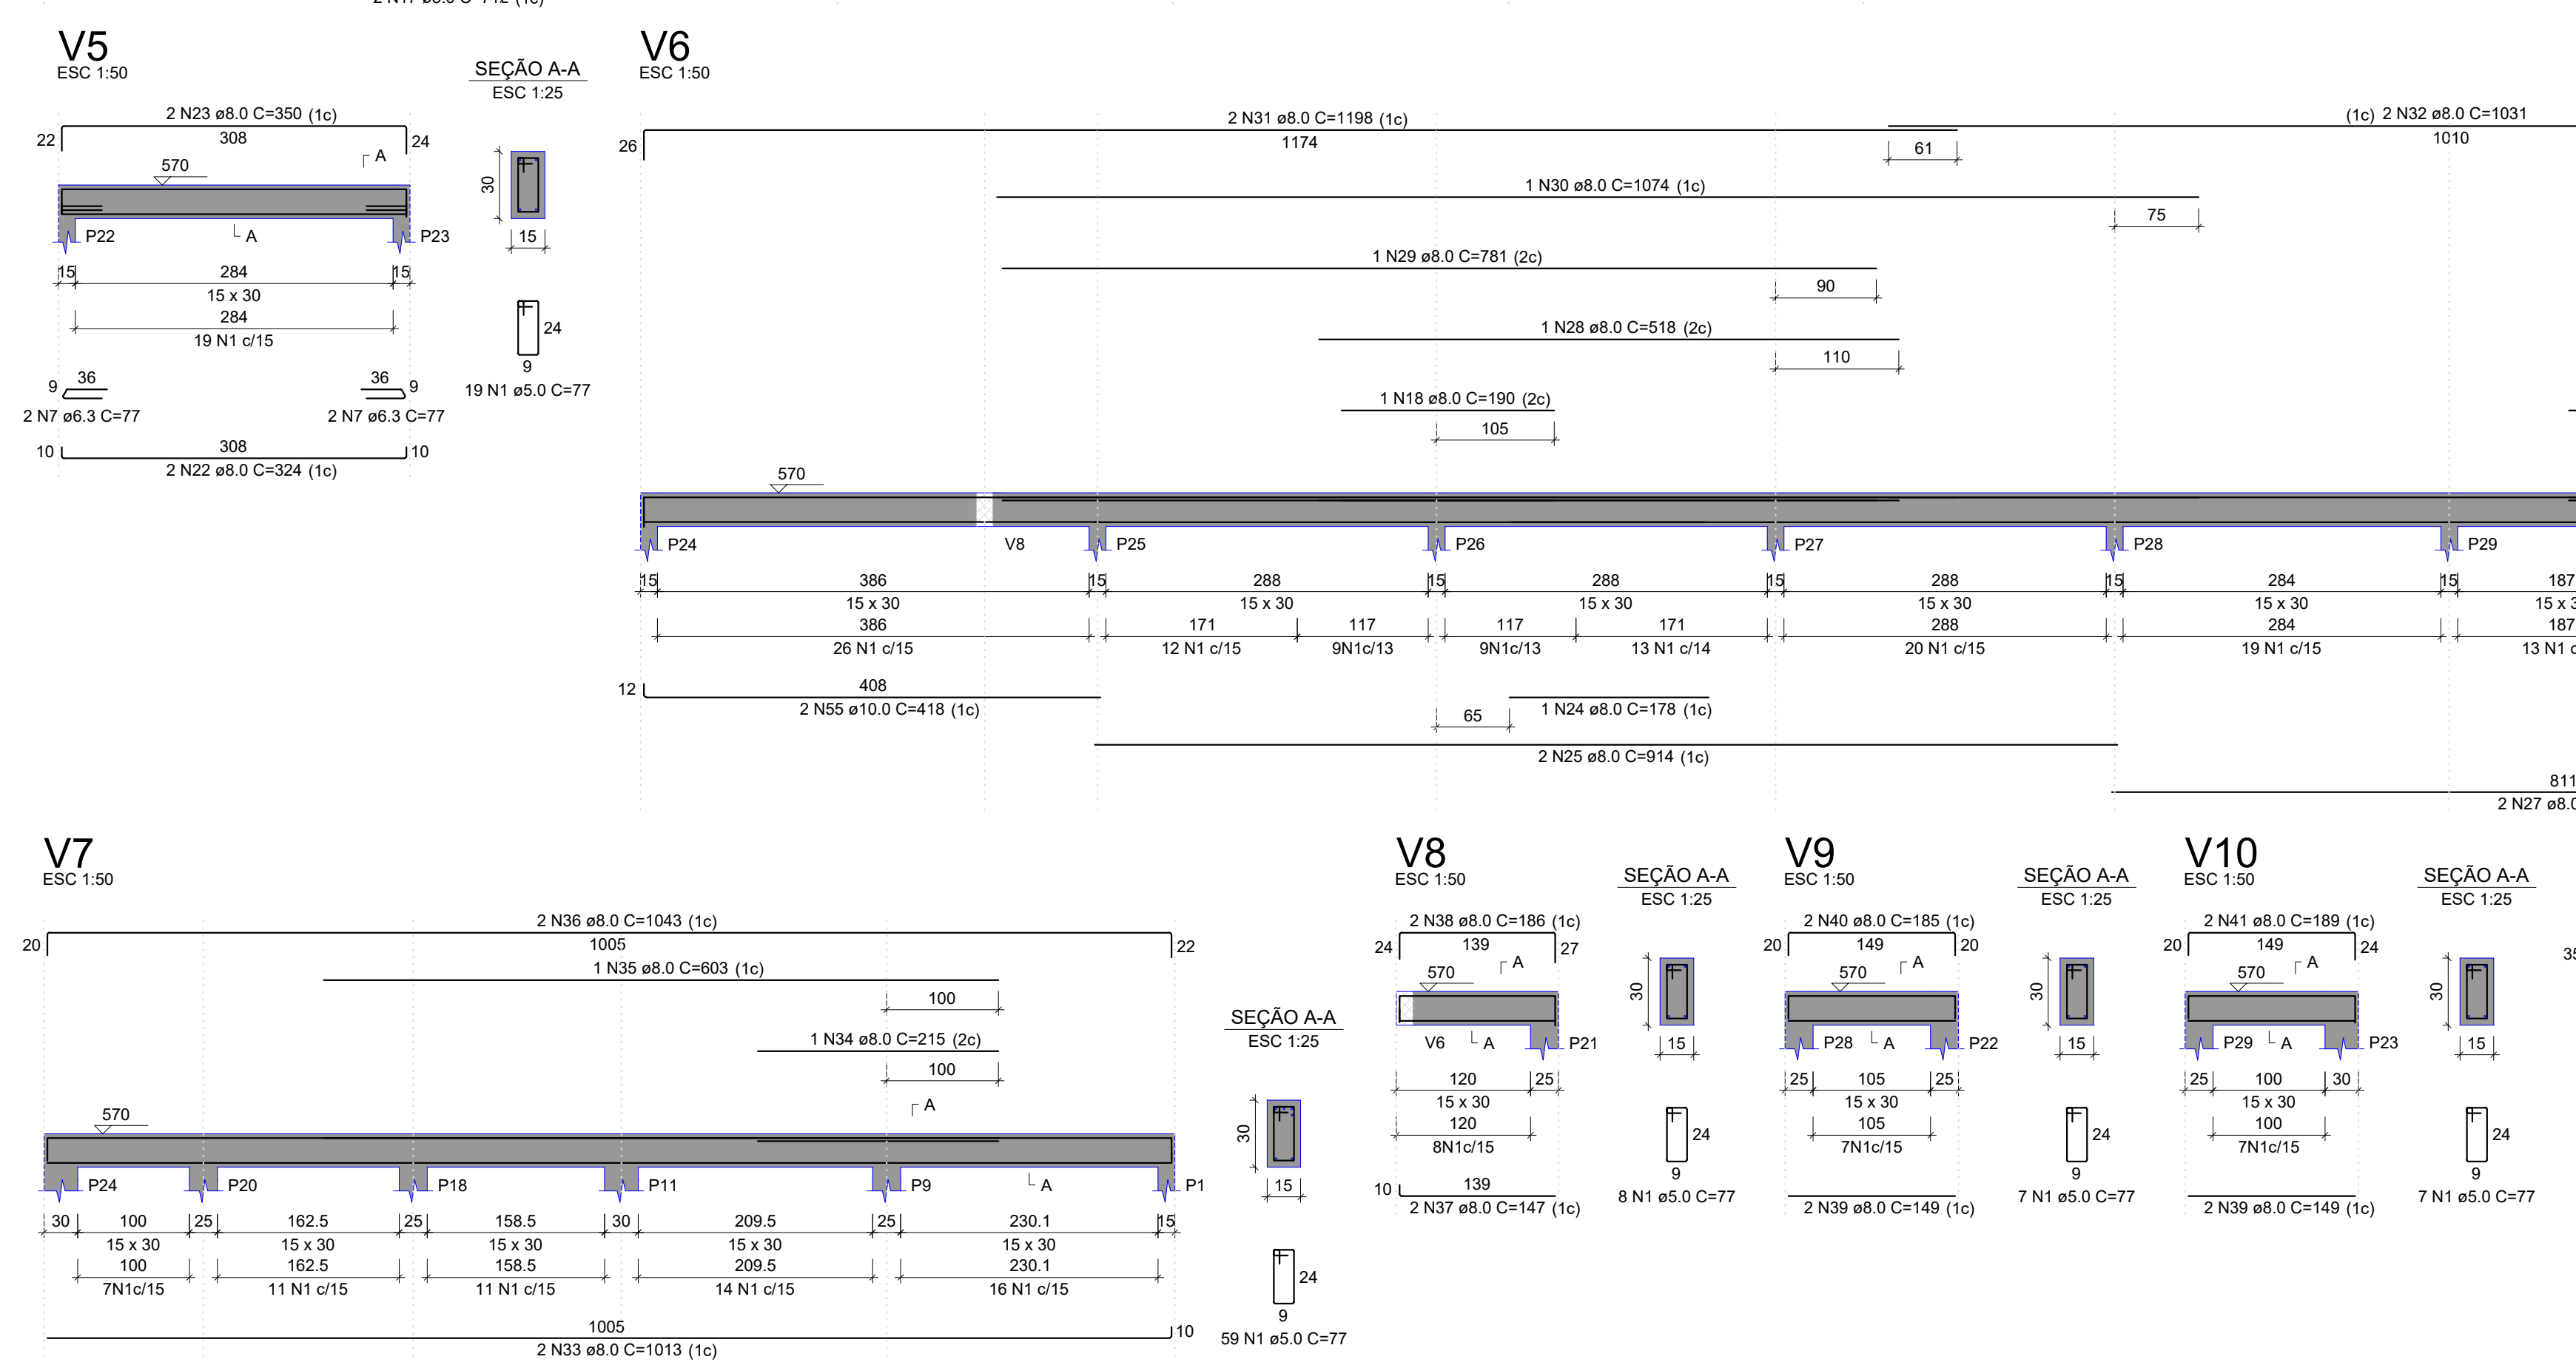 V5
ESC 1:50
SEÇÃO A-A
ESC 1:25
2 N23 ø8.0 C=350 (1c)
22
308
24
A
570
30
P22
A
P23
15
15
284
15
15 x 30
284
19 N1 c/15
24
9
19 N1 ø5.0 C=77
9
36
36
9
2 N7 ø6.3 C=77
2 N7 ø6.3 C=77
10
308
10
2 N22 ø8.0 C=324 (1c)
V6
ESC 1:50
2 N31 ø8.0 C=1198 (1c)
(1c) 2 N32 ø8.0 C=1031
26
1174
61
1010
1 N30 ø8.0 C=1074 (1c)
75
1 N29 ø8.0 C=781 (2c)
90
1 N28 ø8.0 C=518 (2c)
110
1 N18 ø8.0 C=190 (2c)
105
570
P24
V8
P25
P26
P27
P28
P29
15
386
15
288
15
288
15
288
15
284
15
187
15 x 30
15 x 30
15 x 30
15 x 30
15 x 30
386
171
117
117
171
288
284
187
26 N1 c/15
12 N1 c/15
9N1c/13
9N1c/13
13 N1 c/14
20 N1 c/15
19 N1 c/15
13 N1
12
408
2 N55 ø10.0 C=418 (1c)
65
1 N24 ø8.0 C=178 (1c)
2 N25 ø8.0 C=914 (1c)
811
2 N27 ø8.0
V7
ESC 1:50
2 N36 ø8.0 C=1043 (1c)
20
1005
22
1 N35 ø8.0 C=603 (1c)
100
1 N34 ø8.0 C=215 (2c)
100
A
570
P24
P20
P18
P11
P9
A
P1
30
100
25
162.5
25
158.5
30
209.5
25
230.1
15
15 x 30
15 x 30
15 x 30
15 x 30
15 x 30
100
162.5
158.5
209.5
230.1
7N1c/15
11 N1 c/15
11 N1 c/15
14 N1 c/15
16 N1 c/15
1005
10
2 N33 ø8.0 C=1013 (1c)
SEÇÃO A-A
ESC 1:25
30
15
24
9
59 N1 ø5.0 C=77
V8
ESC 1:50
SEÇÃO A-A
ESC 1:25
2 N38 ø8.0 C=186 (1c)
24
139
27
A
570
30
V6
A
P21
15
120
25
15 x 30
120
8N1c/15
24
9
8 N1 ø5.0 C=77
10
139
2 N37 ø8.0 C=147 (1c)
V9
ESC 1:50
SEÇÃO A-A
ESC 1:25
2 N40 ø8.0 C=185 (1c)
20
149
20
A
570
30
P28
A
P22
15
25
105
25
15 x 30
105
7N1c/15
24
9
7 N1 ø5.0 C=77
2 N39 ø8.0 C=149 (1c)
V10
ESC 1:50
SEÇÃO A-A
ESC 1:25
2 N41 ø8.0 C=189 (1c)
20
149
24
A
570
30
P29
A
P23
15
25
100
30
15 x 30
100
7N1c/15
24
9
7 N1 ø5.0 C=77
2 N39 ø8.0 C=149 (1c)